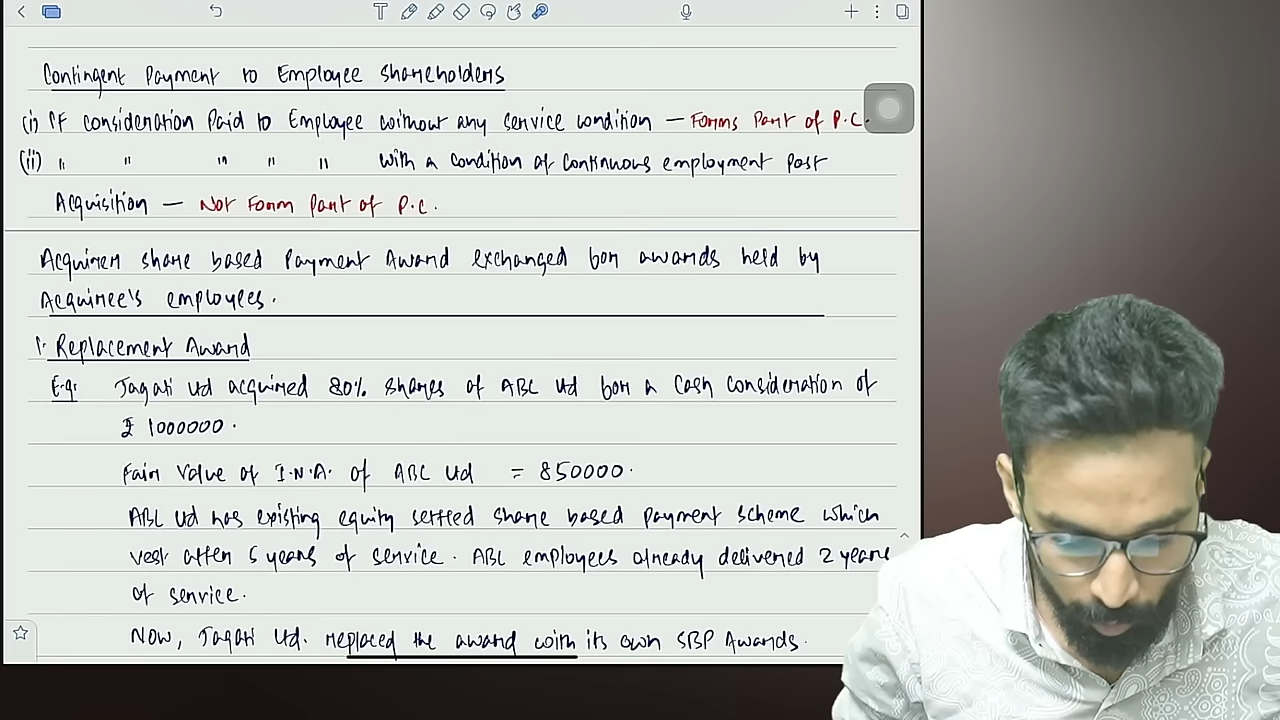 Contingent Payment to Employee shareholders
(i) If consideration Paid to Employee without any service condition — Forms Part of P.C.
(ii) " " " " " with a condition of continuous employment Post
Acquisition — Not Form Part of P.C.
Acquirer share based Payment Award exchanged for awards held by
Acquiree's employees.
1. Replacement Award
E.g: Jagati Ltd acquired 80% shares of ABC Ltd for a cash consideration of
₹ 1000000.
Fair Value of I.N.A. of ABC Ltd = 850000.
ABC Ltd has existing equity settled share based payment scheme which
vest after 5 years of service. ABC employees already delivered 2 years
of service.
Now, Jagati Ltd. replaced the award with its own SBP Awards.